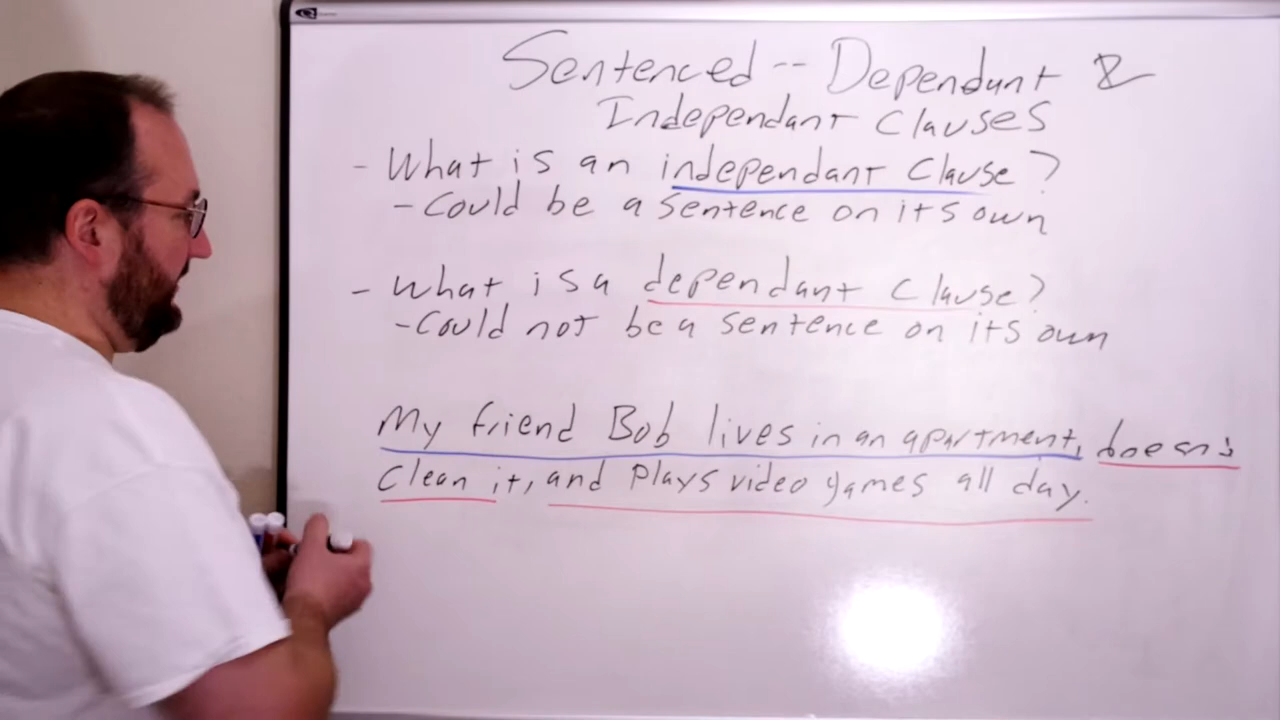 Sentenced -- Dependant &
Independant Clauses
- What is an independant Clause?
- Could be a sentence on its own
- What is a dependant Clause?
- Could not be a sentence on its own
My friend Bob lives in an apartment, doesn't
Clean it, and plays video games all day.